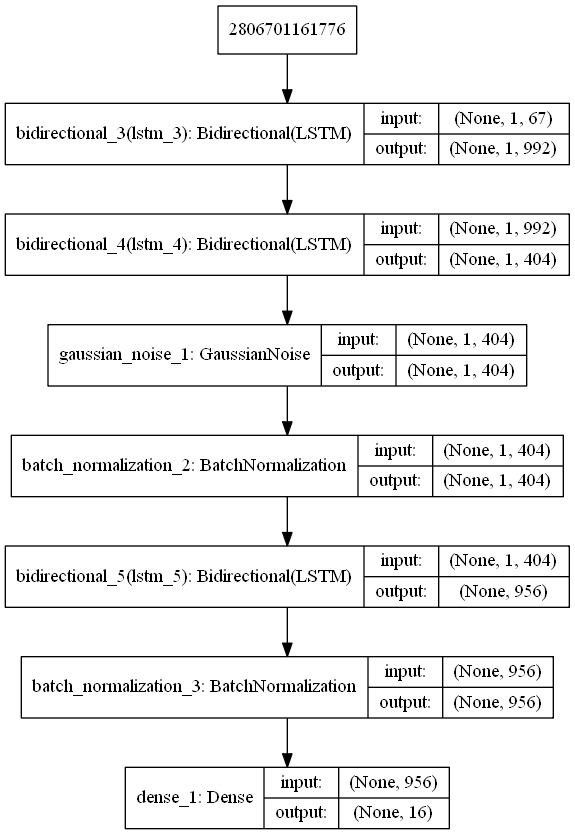 2806701161776
bidirectional_3(lstm_3): Bidirectional(LSTM)
input: (None, 1, 67)
output: (None, 1, 992)
bidirectional_4(lstm_4): Bidirectional(LSTM)
input: (None, 1, 992)
output: (None, 1, 404)
gaussian_noise_1: GaussianNoise
input: (None, 1, 404)
output: (None, 1, 404)
batch_normalization_2: BatchNormalization
input: (None, 1, 404)
output: (None, 1, 404)
bidirectional_5(lstm_5): Bidirectional(LSTM)
input: (None, 1, 404)
output: (None, 956)
batch_normalization_3: BatchNormalization
input: (None, 956)
output: (None, 956)
dense_1: Dense
input: (None, 956)
output: (None, 16)